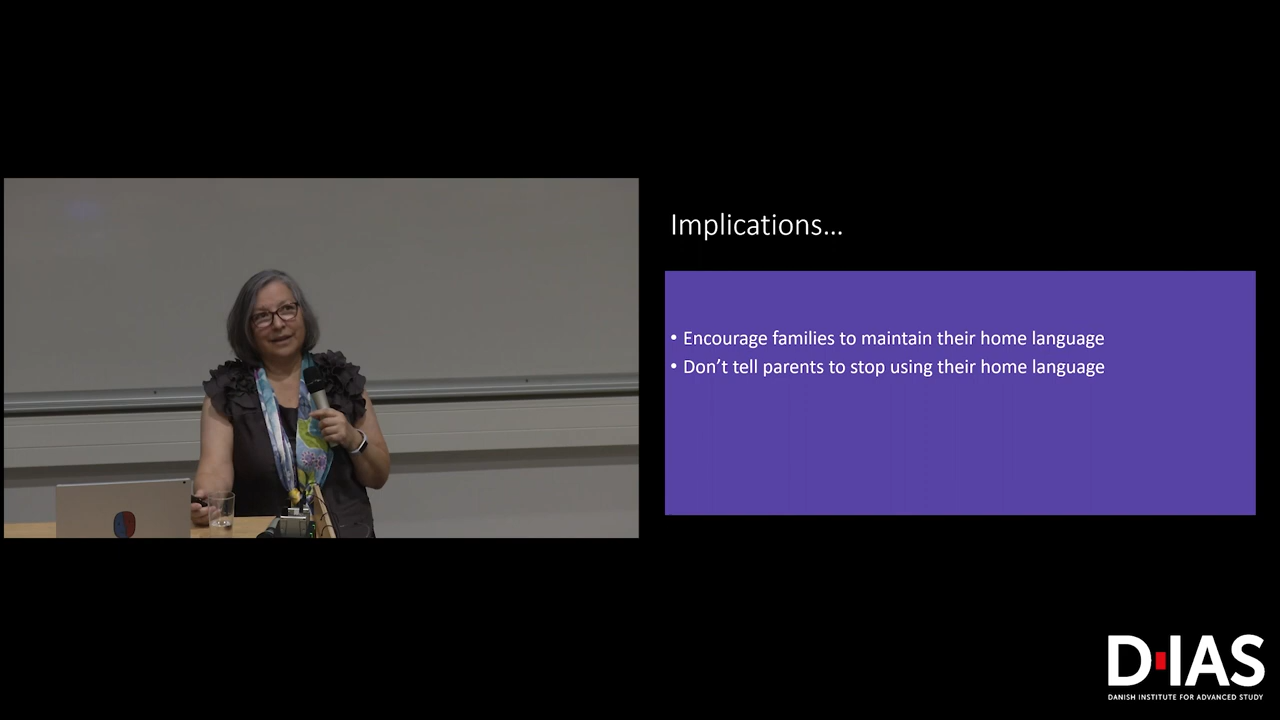 Implications...
• Encourage families to maintain their home language
• Don't tell parents to stop using their home language
D·IAS
DANISH INSTITUTE FOR ADVANCED STUDY